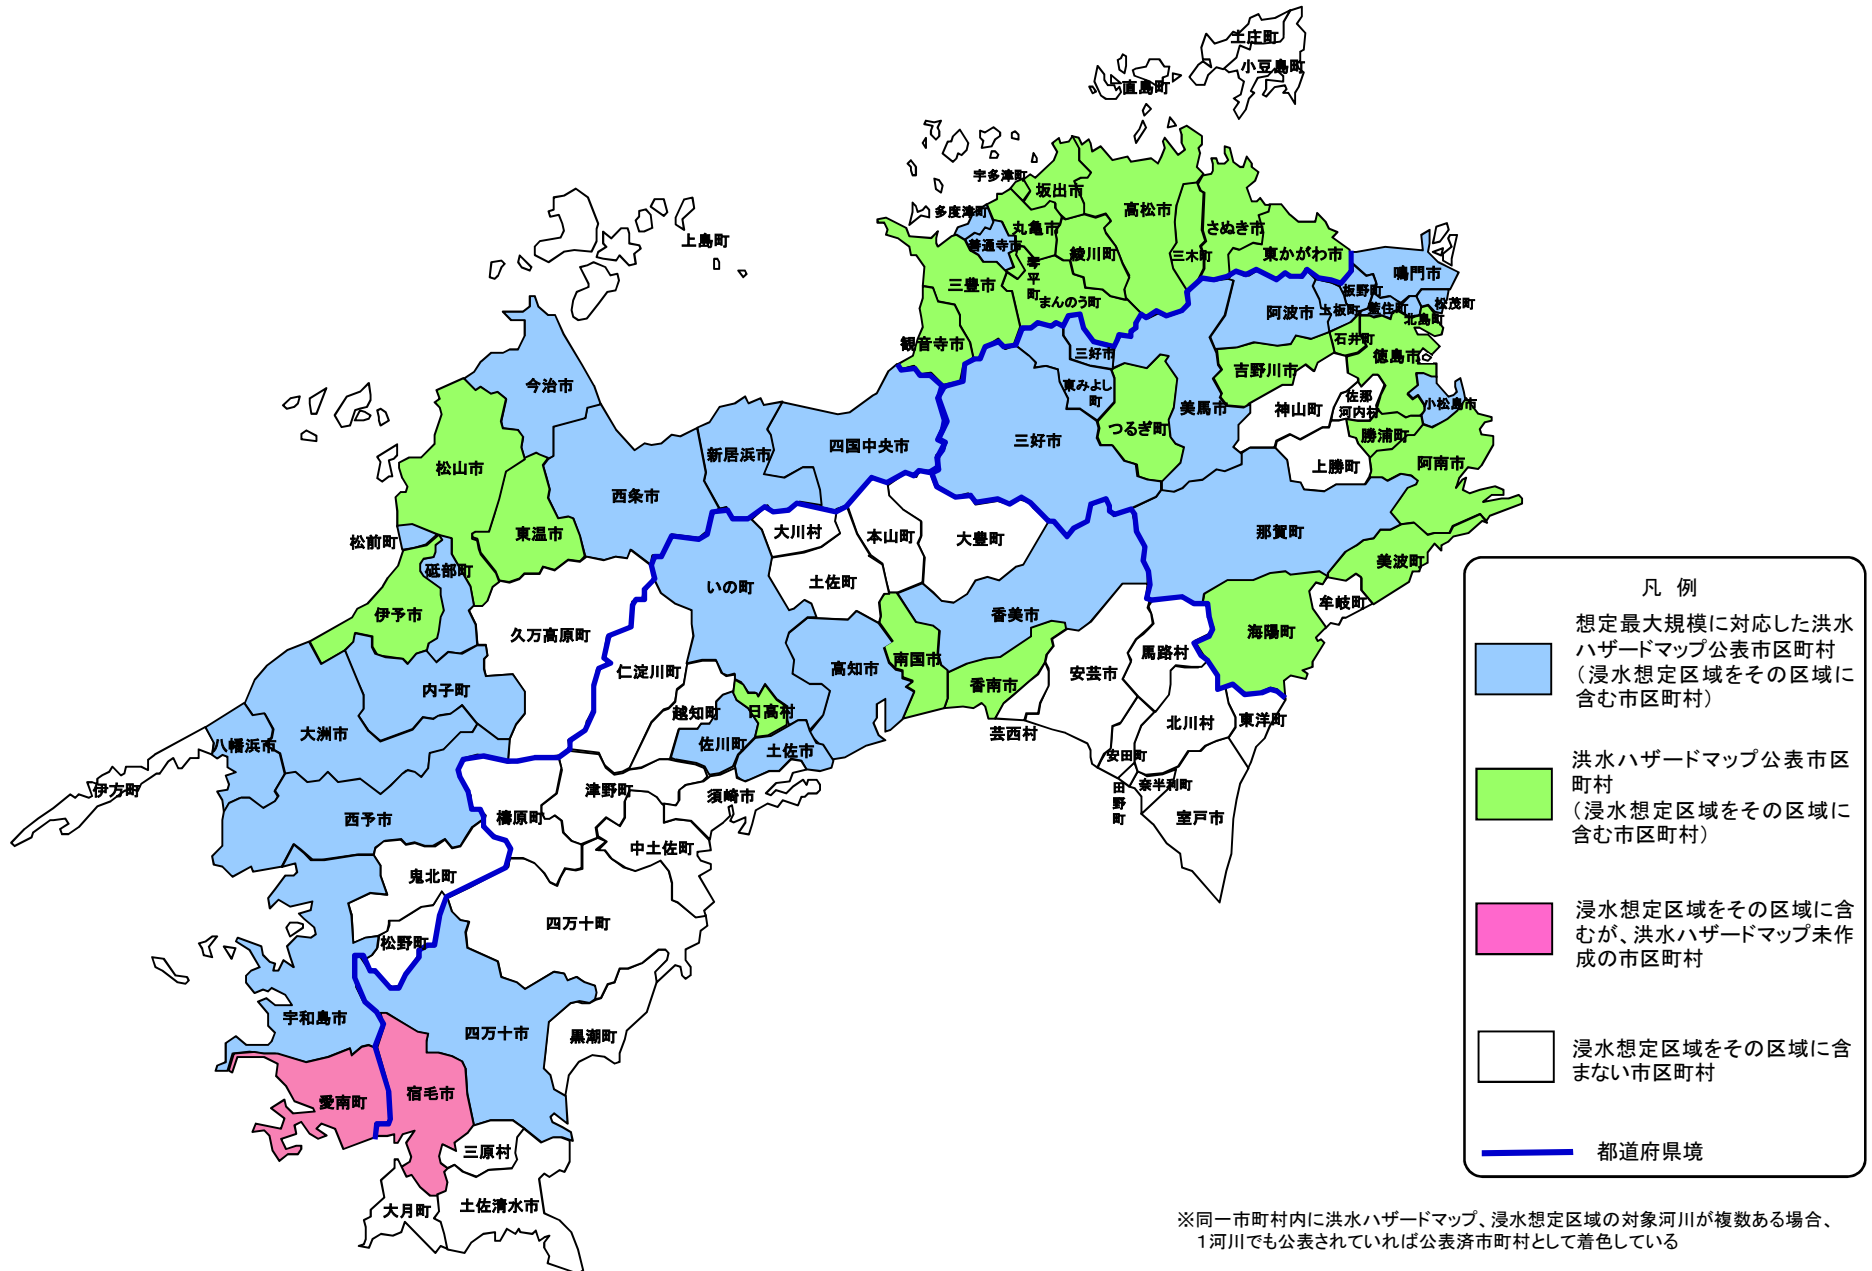 土庄町
小豆島町
直島町
宇多津町
坂出市
高松市
多度津町
丸亀市
さぬき市
善通寺市
綾川町
三木町
東かがわ市
上島町
琴平町
鳴門市
三豊市
まんのう町
板野町
松茂町
阿波市
上板町
藍住町
北島町
観音寺市
石井町
徳島市
三好市
今治市
東みよし
町
吉野川市
佐那
河内村
小松島市
美馬市
神山町
つるぎ町
勝浦町
三好市
四国中央市
新居浜市
松山市
上勝町
阿南市
西条市
東温市
大川村
本山町
大豊町
那賀町
松前町
美波町
砥部町
いの町
土佐町
牟岐町
伊予市
香美市
久万高原町
海陽町
馬路村
南国市
高知市
仁淀川町
安芸市
香南市
内子町
越知町
日高村
北川村
東洋町
大洲市
芸西村
八幡浜市
佐川町
土佐市
安田町
伊方町
津野町
須崎市
奈半利町
田野町
西予市
檮原町
室戸市
中土佐町
鬼北町
四万十町
松野町
宇和島市
四万十市
黒潮町
愛南町
宿毛市
三原村
大月町
土佐清水市
凡 例
想定最大規模に対応した洪水
ハザードマップ公表市区町村
（浸水想定区域をその区域に
含む市区町村）
洪水ハザードマップ公表市区
町村
（浸水想定区域をその区域に
含む市区町村）
浸水想定区域をその区域に含
むが、洪水ハザードマップ未作
成の市区町村
浸水想定区域をその区域に含
まない市区町村
都道府県境
※同一市町村内に洪水ハザードマップ、浸水想定区域の対象河川が複数ある場合、
1河川でも公表されていれば公表済市町村として着色している